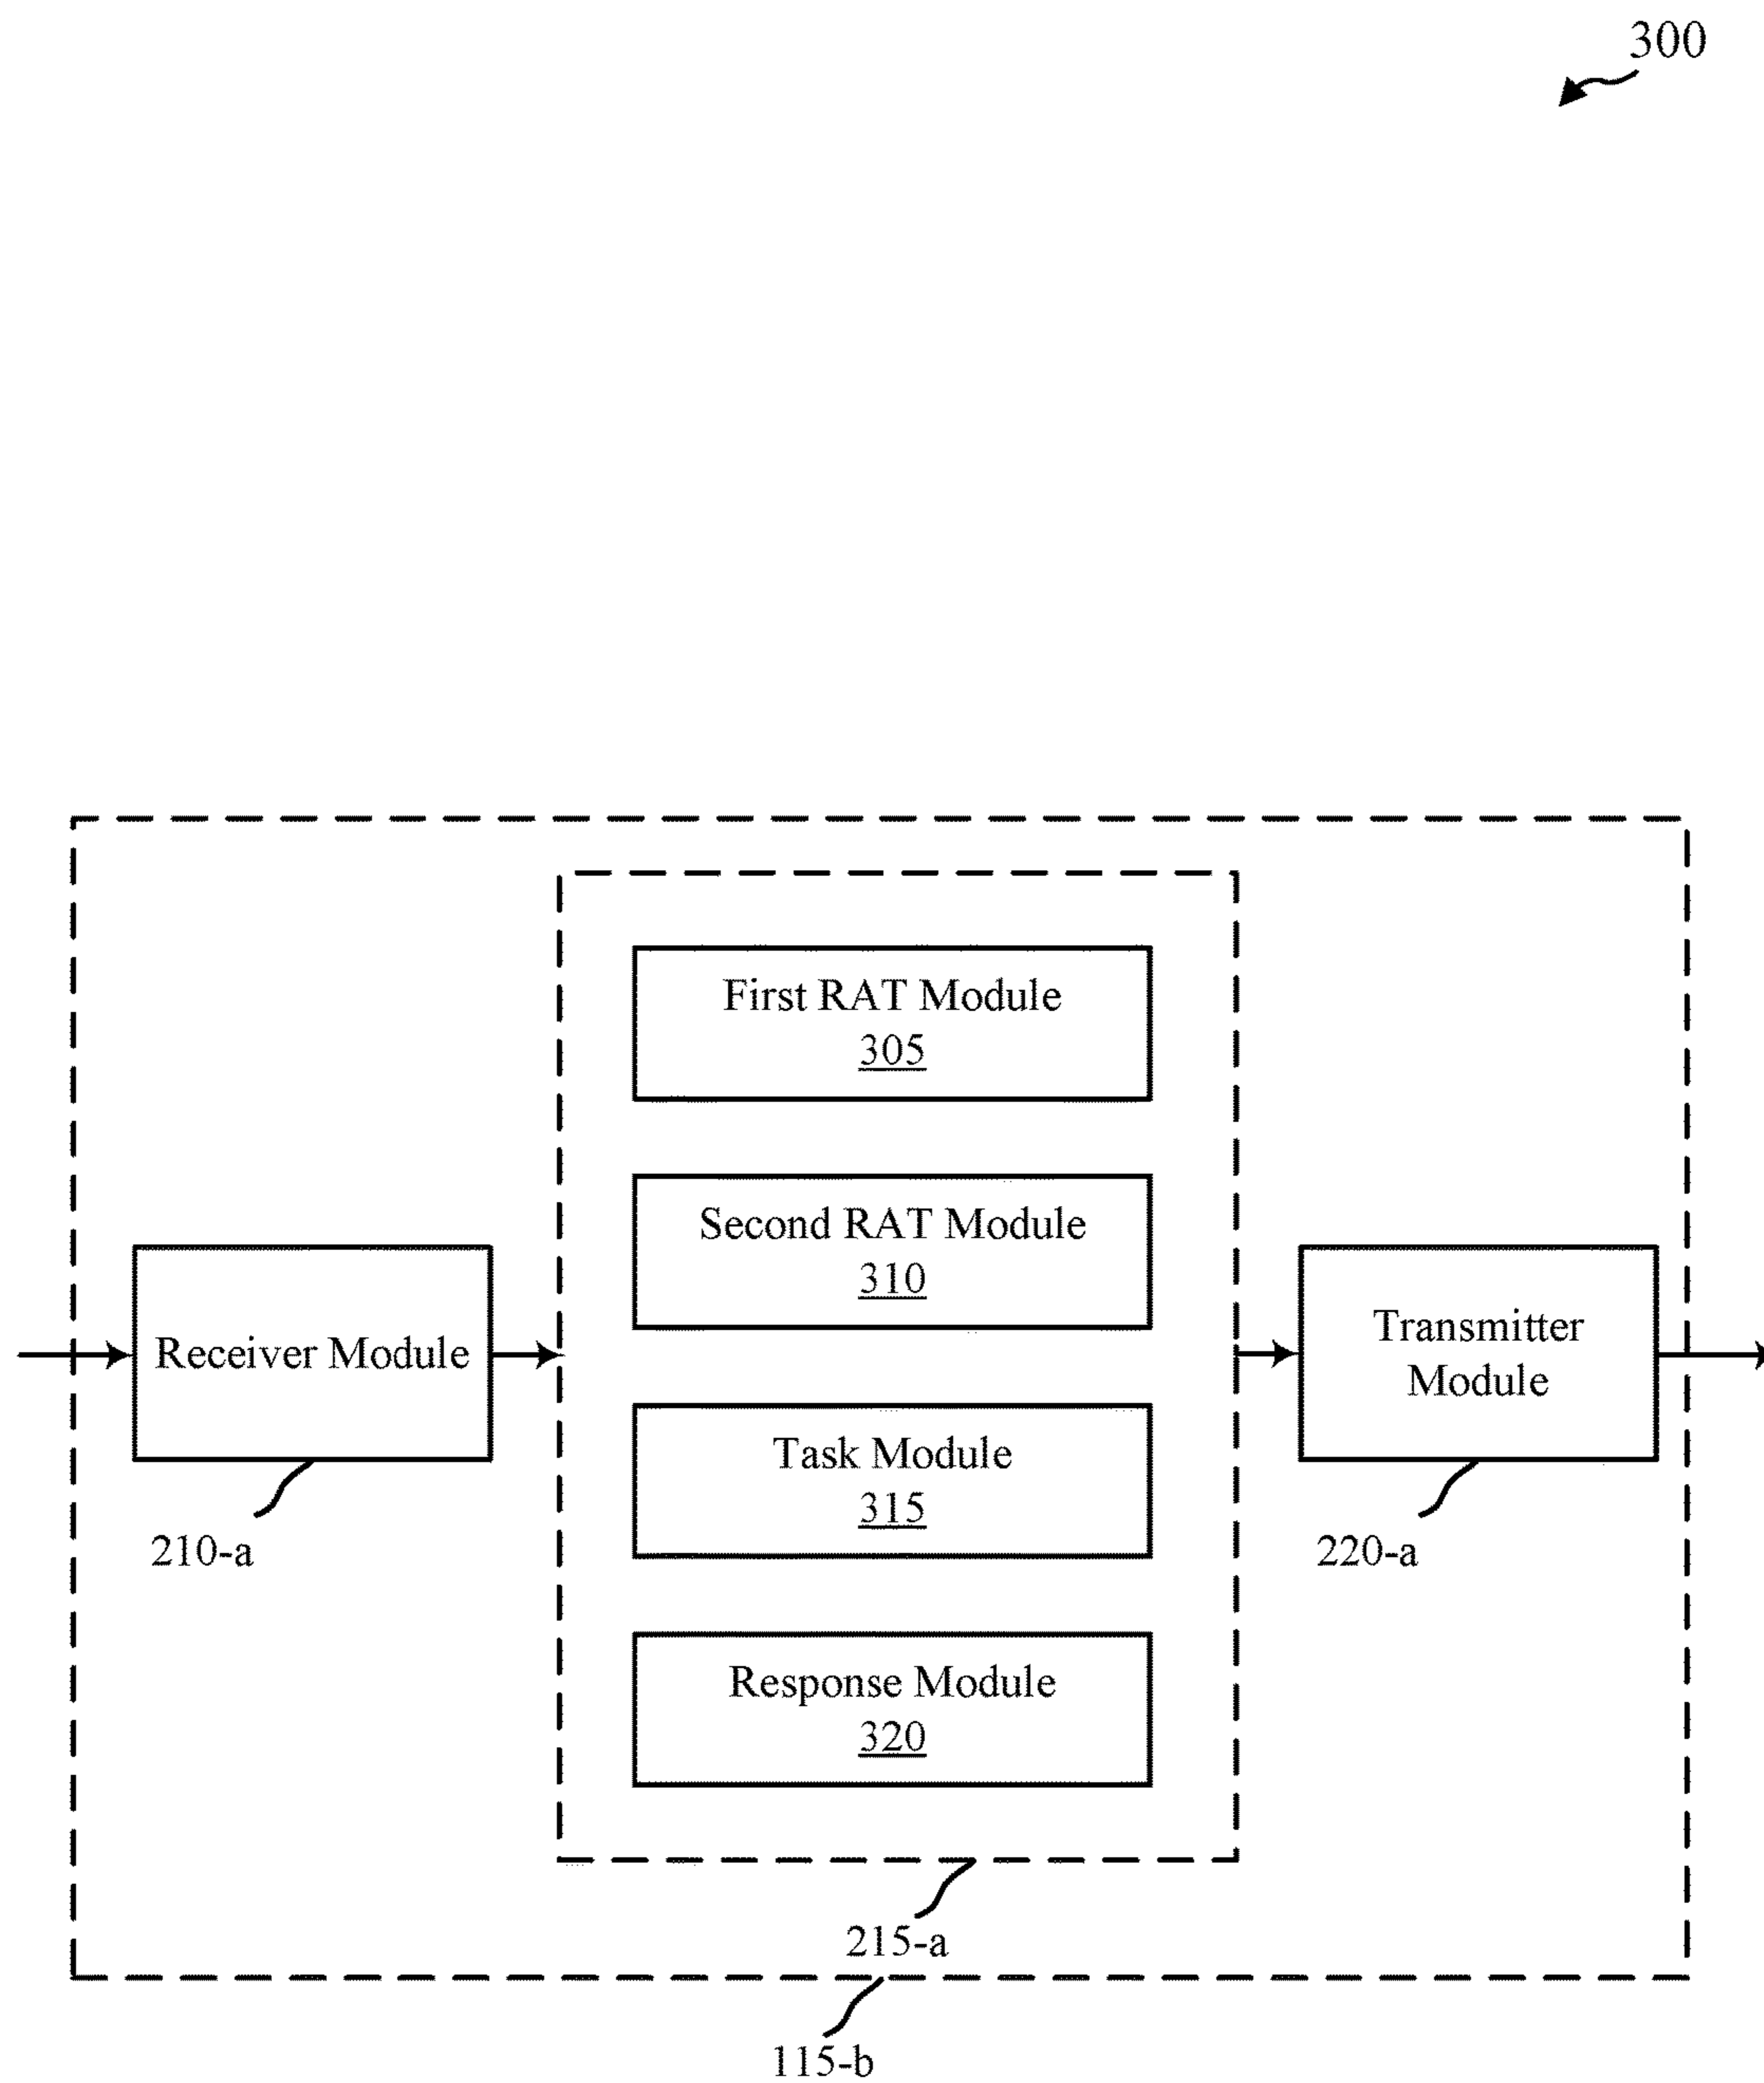 300
First RAT Module
305
Second RAT Module
310
Receiver Module
Transmitter
Module
Task Module
315
210-a
220-a
Response Module
320
215-a
115-b